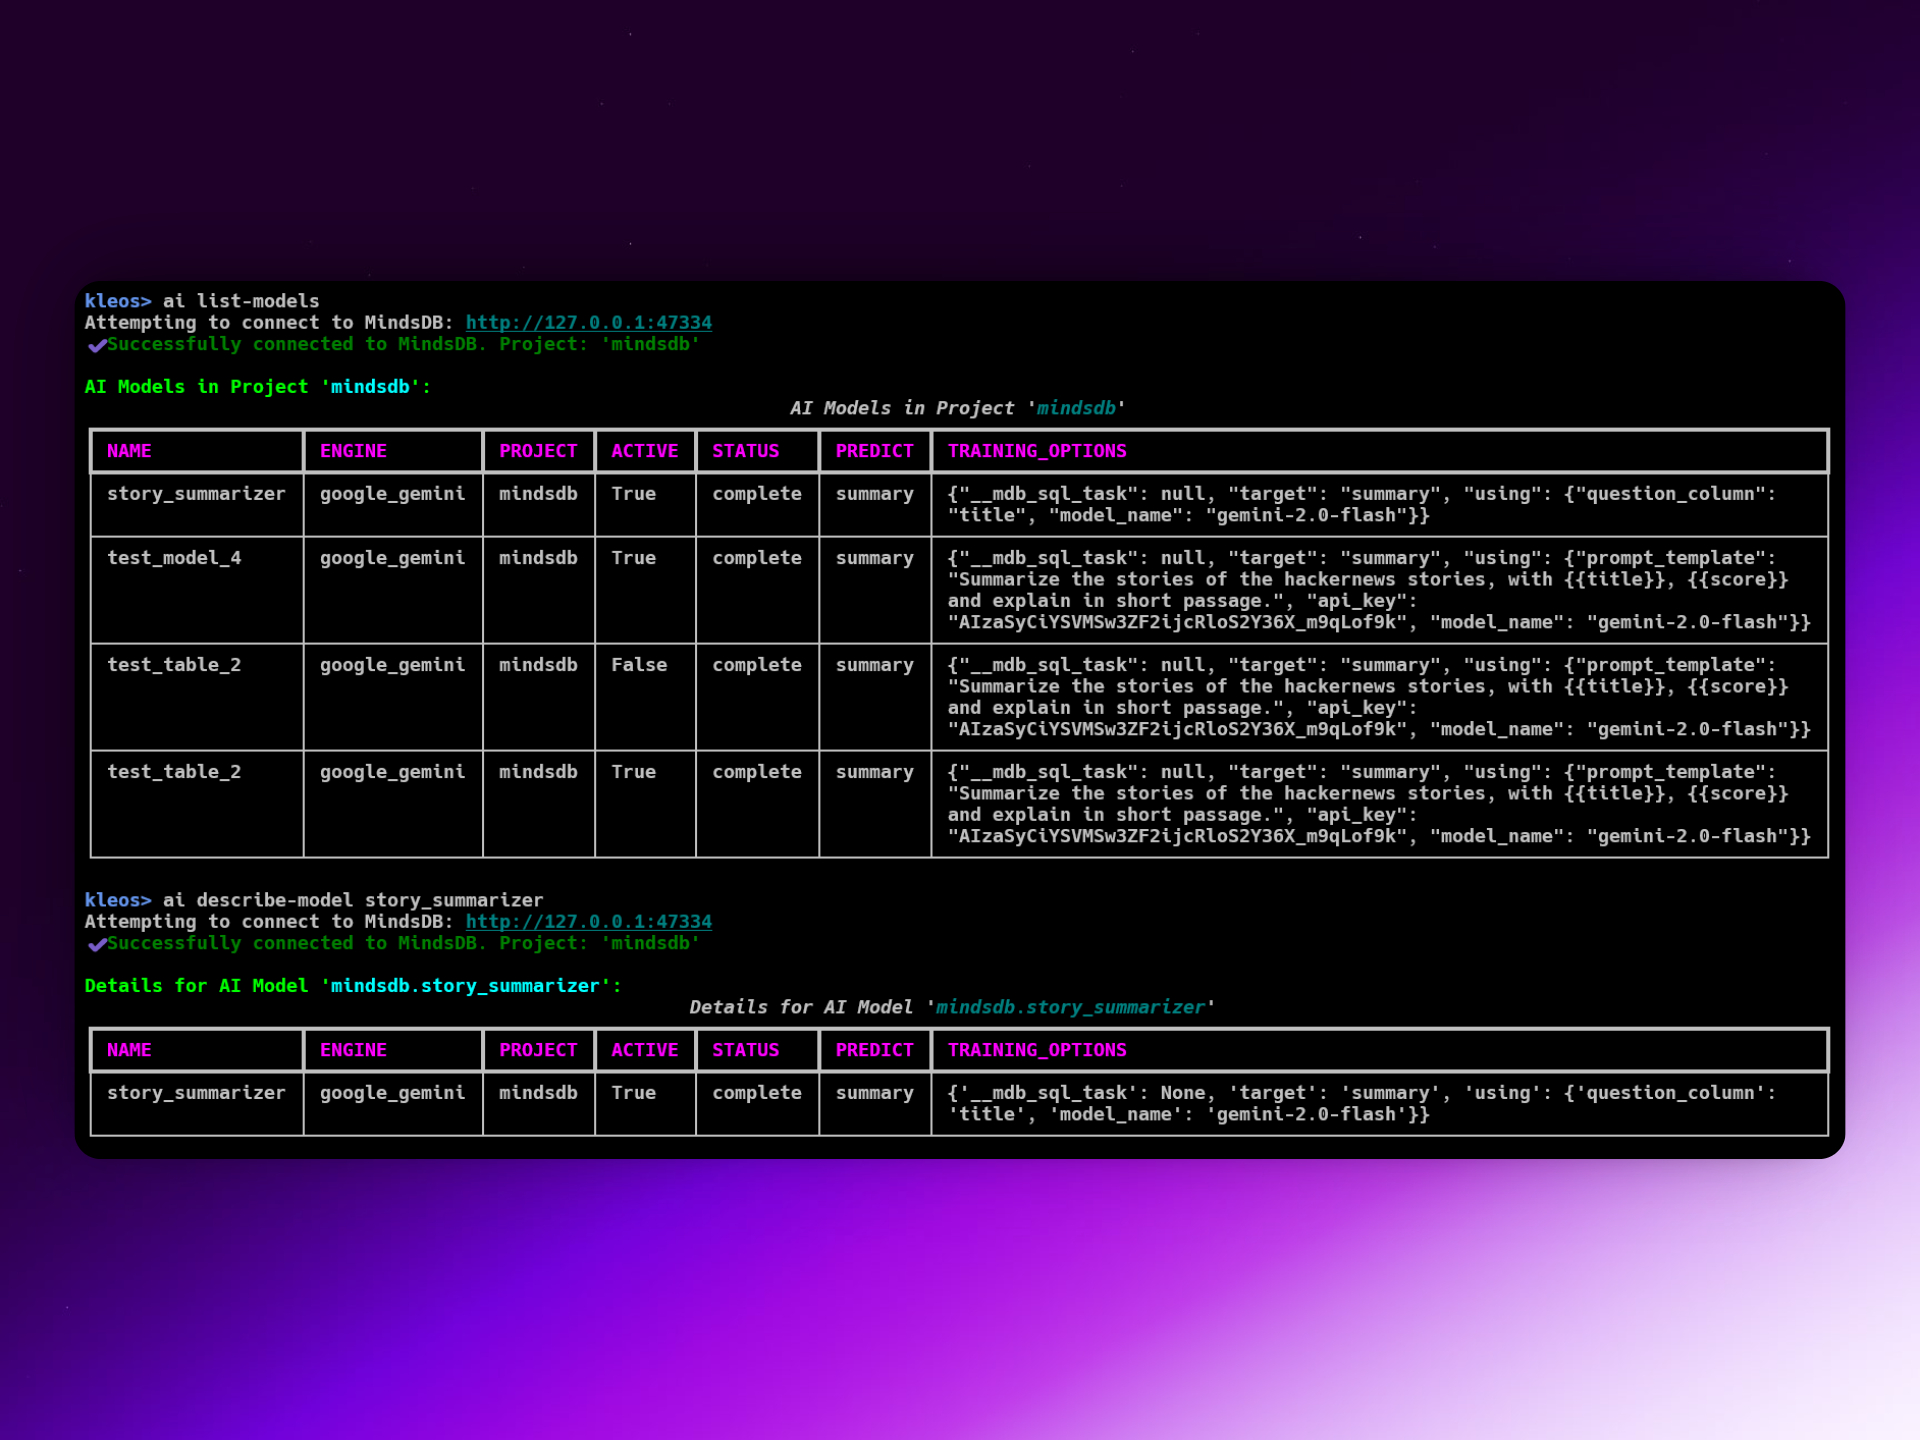 kleos> ai list-models
Attempting to connect to MindsDB: http://127.0.0.1:47334
✔Successfully connected to MindsDB. Project: 'mindsdb'
AI Models in Project 'mindsdb':
AI Models in Project 'mindsdb'
NAME ENGINE PROJECT ACTIVE STATUS PREDICT TRAINING_OPTIONS
story_summarizer google_gemini mindsdb True complete summary {"__mdb_sql_task": null, "target": "summary", "using": {"question_column":
"title", "model_name": "gemini-2.0-flash"}}
test_model_4 google_gemini mindsdb True complete summary {"__mdb_sql_task": null, "target": "summary", "using": {"prompt_template":
"Summarize the stories of the hackernews stories, with {{title}}, {{score}}
and explain in short passage.", "api_key":
"AIzaSyCiYSVMSw3ZF2ijcRloS2Y36X_m9qLof9k", "model_name": "gemini-2.0-flash"}}
test_table_2 google_gemini mindsdb False complete summary {"__mdb_sql_task": null, "target": "summary", "using": {"prompt_template":
"Summarize the stories of the hackernews stories, with {{title}}, {{score}}
and explain in short passage.", "api_key":
"AIzaSyCiYSVMSw3ZF2ijcRloS2Y36X_m9qLof9k", "model_name": "gemini-2.0-flash"}}
test_table_2 google_gemini mindsdb True complete summary {"__mdb_sql_task": null, "target": "summary", "using": {"prompt_template":
"Summarize the stories of the hackernews stories, with {{title}}, {{score}}
and explain in short passage.", "api_key":
"AIzaSyCiYSVMSw3ZF2ijcRloS2Y36X_m9qLof9k", "model_name": "gemini-2.0-flash"}}
kleos> ai describe-model story_summarizer
Attempting to connect to MindsDB: http://127.0.0.1:47334
✔Successfully connected to MindsDB. Project: 'mindsdb'
Details for AI Model 'mindsdb.story_summarizer':
Details for AI Model 'mindsdb.story_summarizer'
NAME ENGINE PROJECT ACTIVE STATUS PREDICT TRAINING_OPTIONS
story_summarizer google_gemini mindsdb True complete summary {'__mdb_sql_task': None, 'target': 'summary', 'using': {'question_column':
'title', 'model_name': 'gemini-2.0-flash'}}